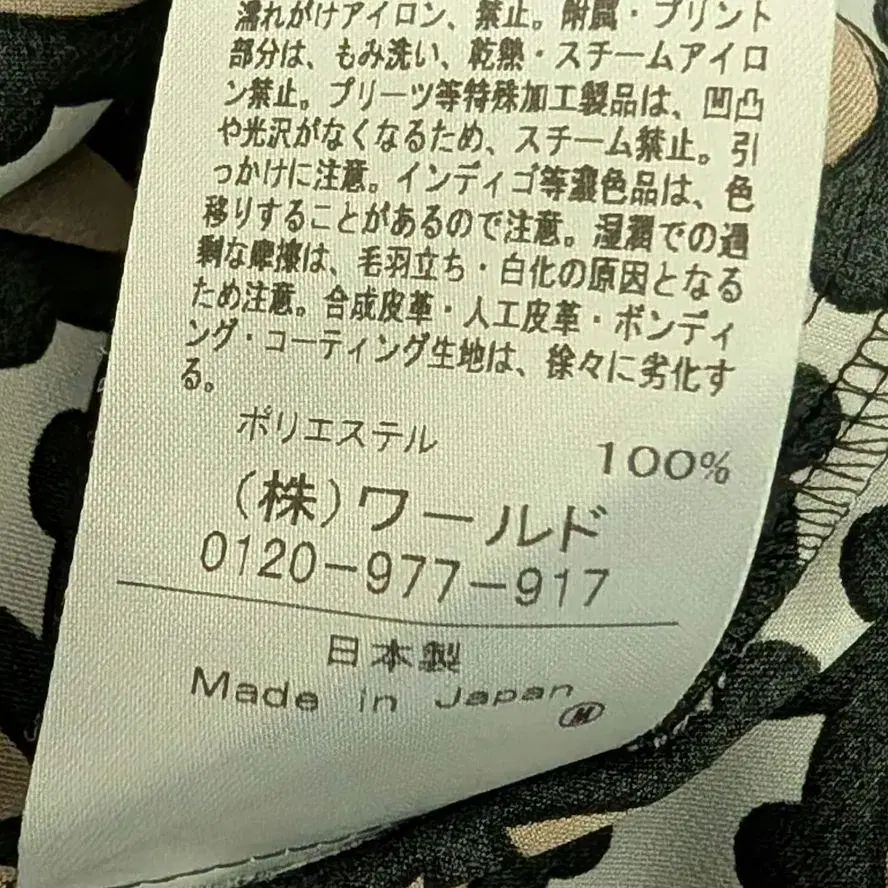 濡れがけアイロン、禁止。附属・プリント
部分は、もみ洗い、乾熱・スチームアイロ
ン禁止。プリーツ等特殊加工製品は、凹凸
や光沢がなくなるため、スチーム禁止。引
っかけに注意。インディゴ等濃色品は、色
移りすることがあるので注意。湿潤での過
剰な摩擦は、毛羽立ち・白化の原因となる
ため注意。合成皮革・人工皮革・ボンディ
ング・コーティング生地は、徐々に劣化す
る。
ポリエステル 100%
(株)ワールド
0120-977-917
日本製
Made in Japan
M